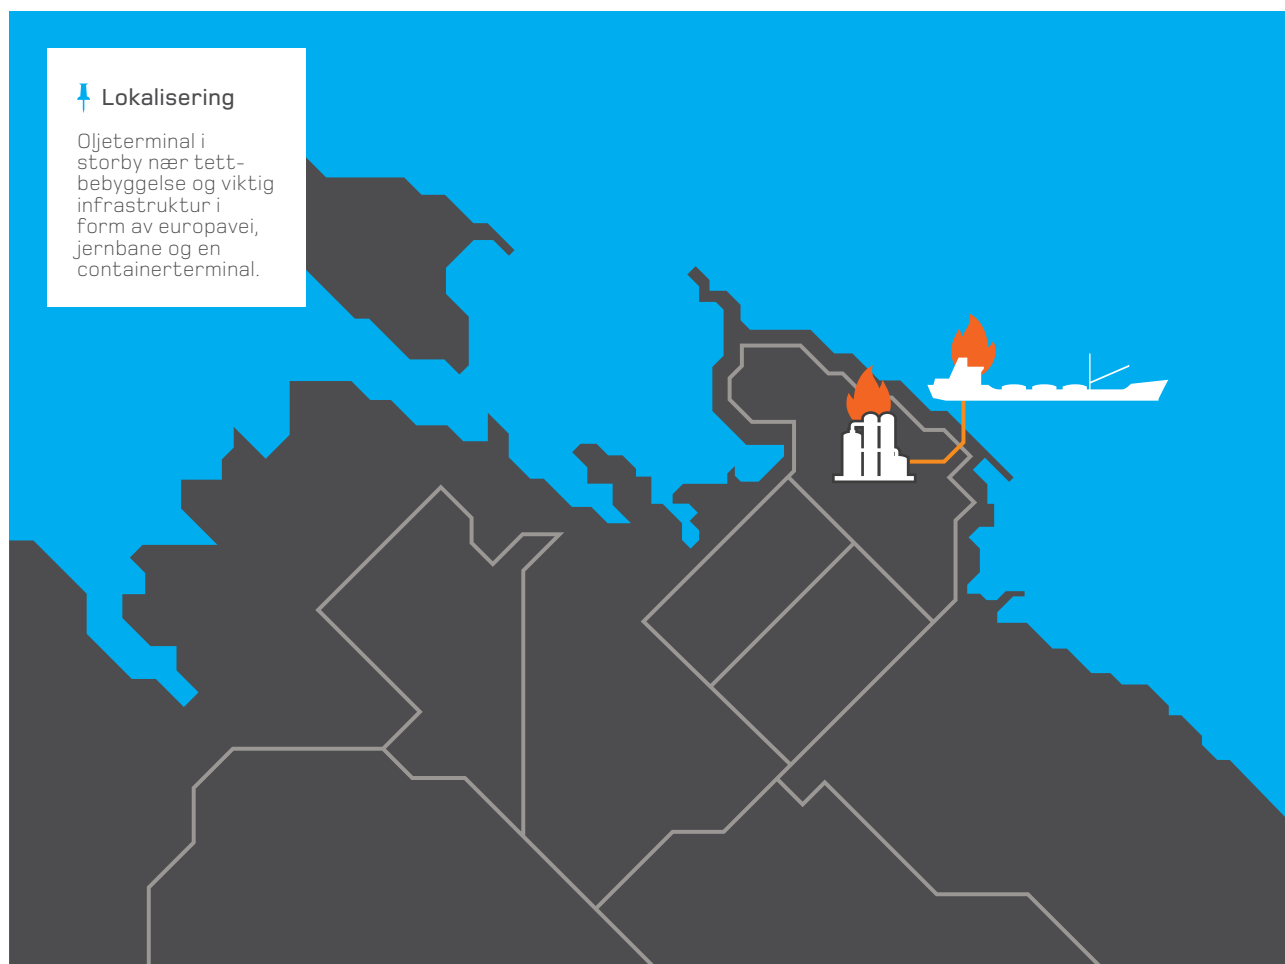 Lokalisering
Oljeterminal i
storby nær tett-
bebyggelse og viktig
infrastruktur i
form av europavei,
jernbane og en
containerterminal.